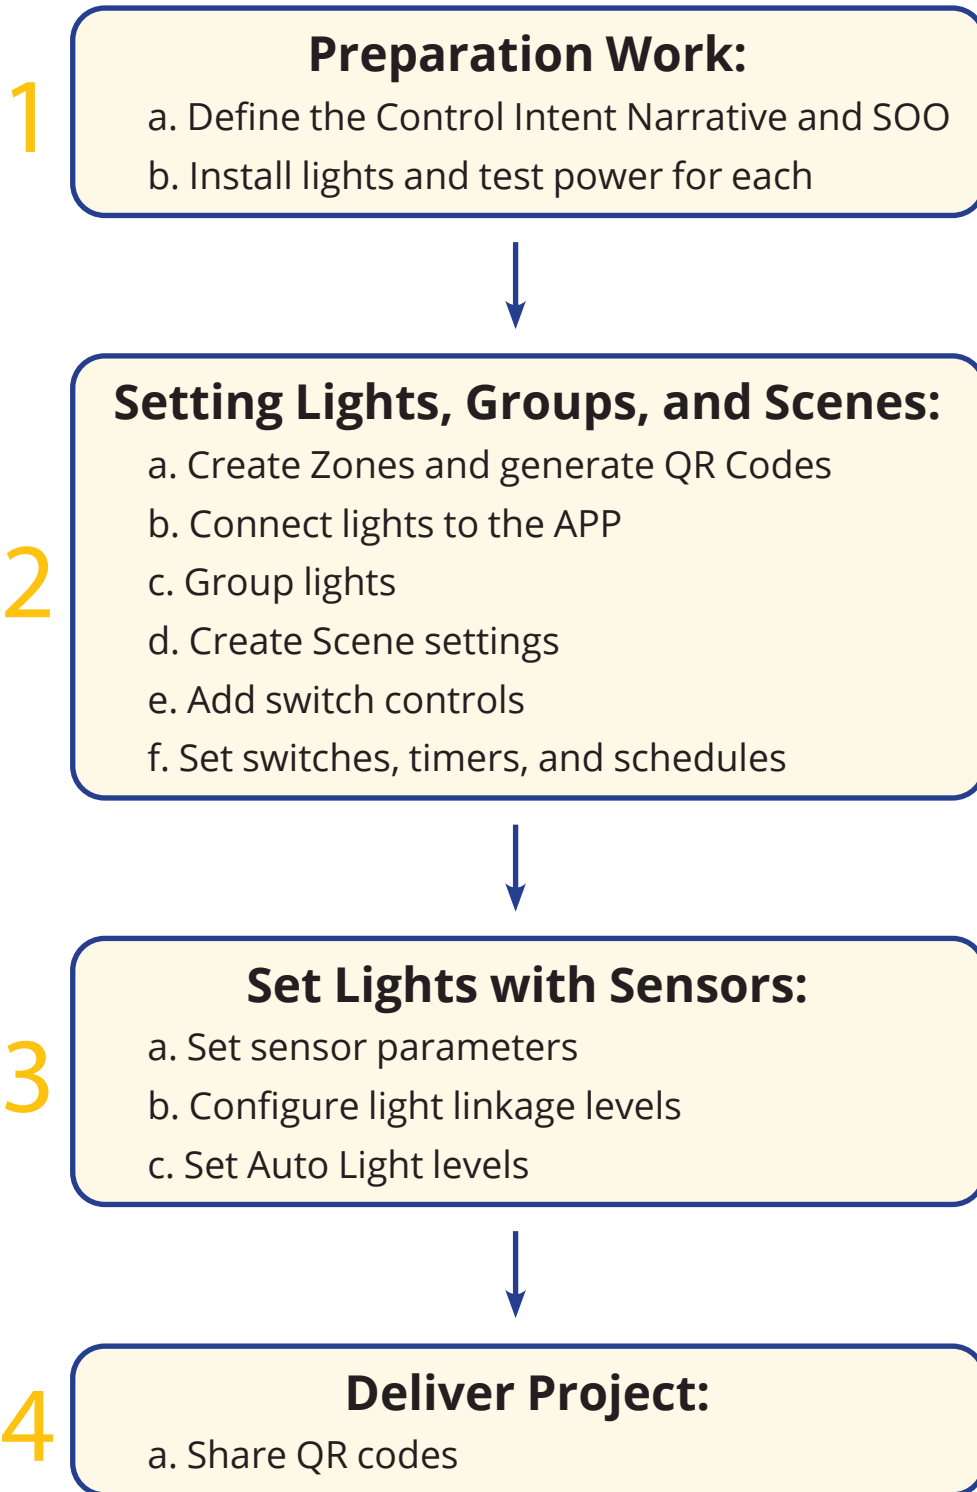 1
Preparation Work:
a. Define the Control Intent Narrative and SOO
b. Install lights and test power for each
2
Setting Lights, Groups, and Scenes:
a. Create Zones and generate QR Codes
b. Connect lights to the APP
c. Group lights
d. Create Scene settings
e. Add switch controls
f. Set switches, timers, and schedules
3
Set Lights with Sensors:
a. Set sensor parameters
b. Configure light linkage levels
c. Set Auto Light levels
4
Deliver Project:
a. Share QR codes